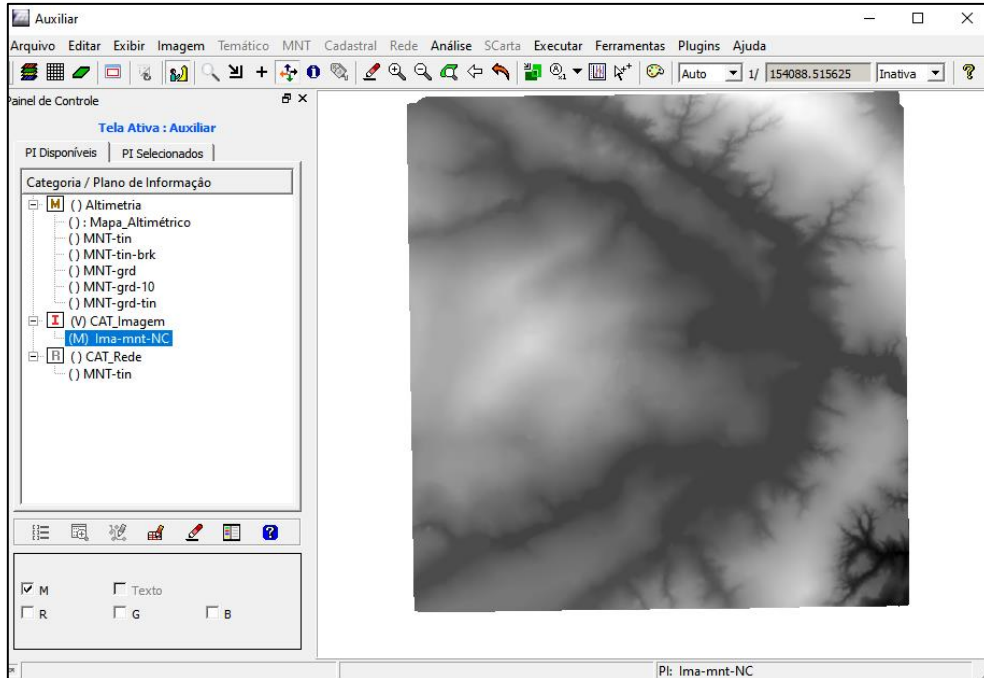 Auxiliar
Arquivo Editar Exibir Imagem Temático MNT Cadastral Rede Análise SCarta Executar Ferramentas Plugins Ajuda
Auto 1/ 154088.515625 Inativa
Painel de Controle
Tela Ativa : Auxiliar
PI Disponíveis PI Selecionados
Categoria / Plano de Informação
M () Altimetria
() : Mapa_Altimétrico
() MNT-tin
() MNT-tin-brk
() MNT-grd
() MNT-grd-10
() MNT-grd-tin
I (V) CAT_Imagem
(M) Ima-mnt-NC
R () CAT_Rede
() MNT-tin
M Texto
R G B
PI: Ima-mnt-NC